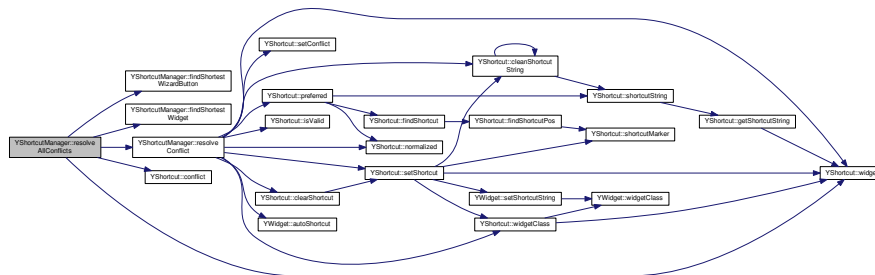 YShortcutManager::resolve
AllConflicts
YShortcutManager::findShortest
WizardButton
YShortcutManager::findShortest
Widget
YShortcutManager::resolve
Conflict
YShortcut::conflict
YShortcut::setConflict
YShortcut::preferred
YShortcut::isValid
YShortcut::clearShortcut
YWidget::autoShortcut
YShortcut::findShortcut
YShortcut::normalized
YShortcut::setShortcut
YShortcut::cleanShortcut
String
YShortcut::findShortcutPos
YWidget::setShortcutString
YShortcut::widgetClass
YShortcut::shortcutString
YShortcut::shortcutMarker
YWidget::widgetClass
YShortcut::getShortcutString
YShortcut::widget